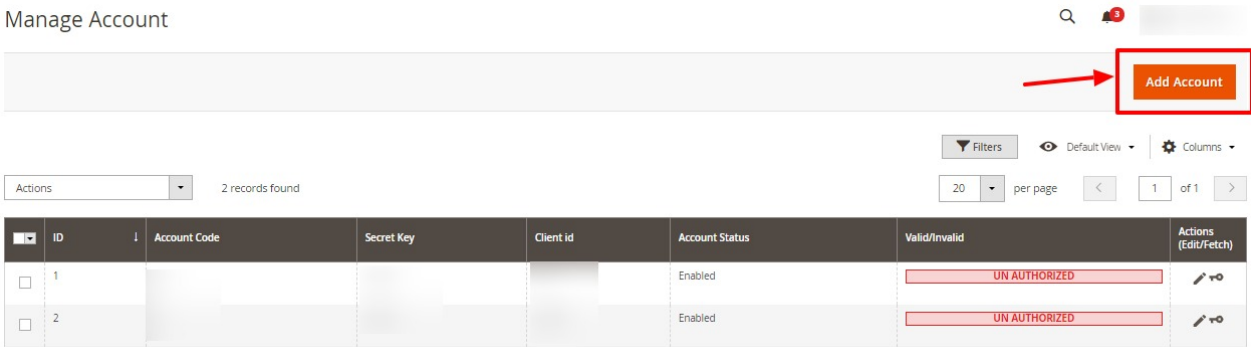 Manage Account
3
Add Account
Filters Default View Columns
Actions 2 records found 20 per page 1 of 1
ID Account Code Secret Key Client id Account Status Valid/Invalid Actions
(Edit/Fetch)
1 Enabled UN AUTHORIZED
2 Enabled UN AUTHORIZED